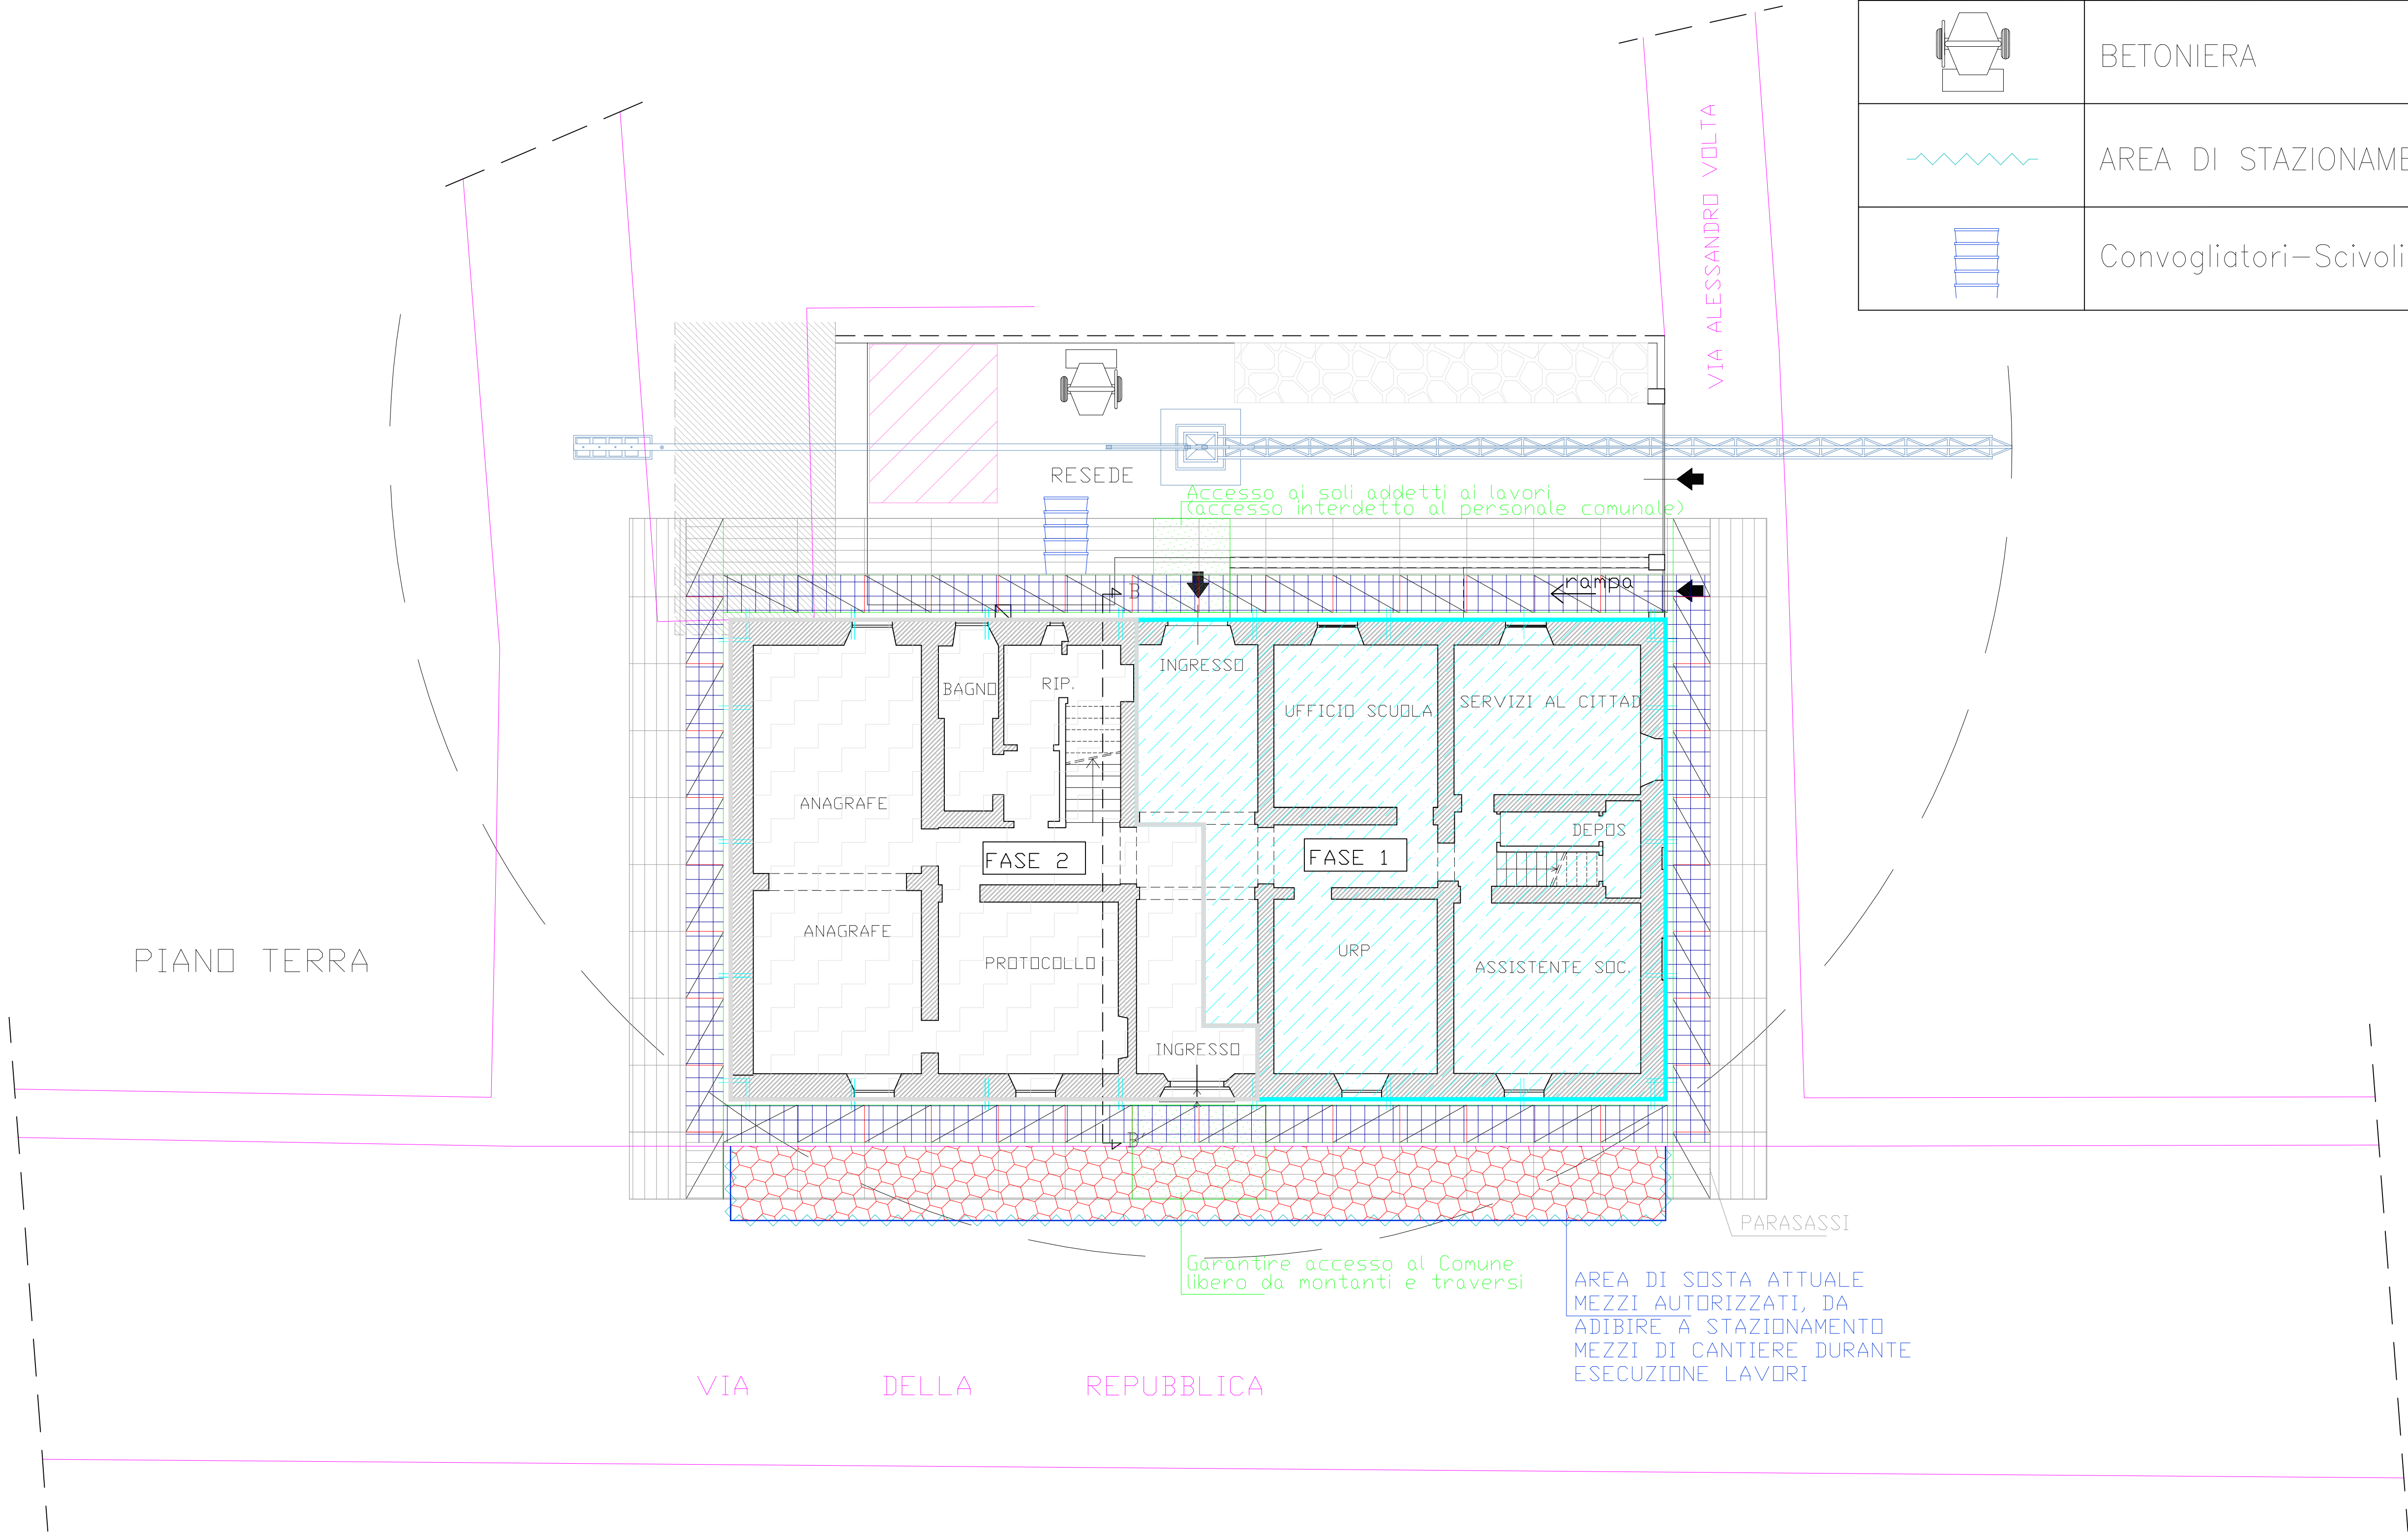 BETONIERA
AREA DI STAZIONAME
Convogliatori-Scivoli
VIA ALESSANDRO VOLTA
RESEDE
Accesso ai soli addetti ai lavori
(accesso interdetto al personale comunale)
rampa
B
INGRESSO
BAGNO
RIP.
UFFICIO SCUOLA
SERVIZI AL CITTAD
ANAGRAFE
DEPOS
FASE 2
FASE 1
ANAGRAFE
PROTOCOLLO
URP
ASSISTENTE SOC.
PIANO TERRA
INGRESSO
B'
PARASASSI
Garantire accesso al Comune
libero da montanti e traversi
AREA DI SOSTA ATTUALE
MEZZI AUTORIZZATI, DA
ADIBIRE A STAZIONAMENTO
MEZZI DI CANTIERE DURANTE
ESECUZIONE LAVORI
VIA DELLA REPUBBLICA